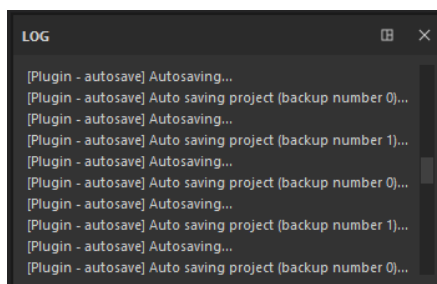 LOG
[Plugin - autosave] Autosaving...
[Plugin - autosave] Auto saving project (backup number 0)...
[Plugin - autosave] Autosaving...
[Plugin - autosave] Auto saving project (backup number 1)...
[Plugin - autosave] Autosaving...
[Plugin - autosave] Auto saving project (backup number 0)...
[Plugin - autosave] Autosaving...
[Plugin - autosave] Auto saving project (backup number 1)...
[Plugin - autosave] Autosaving...
[Plugin - autosave] Auto saving project (backup number 0)...